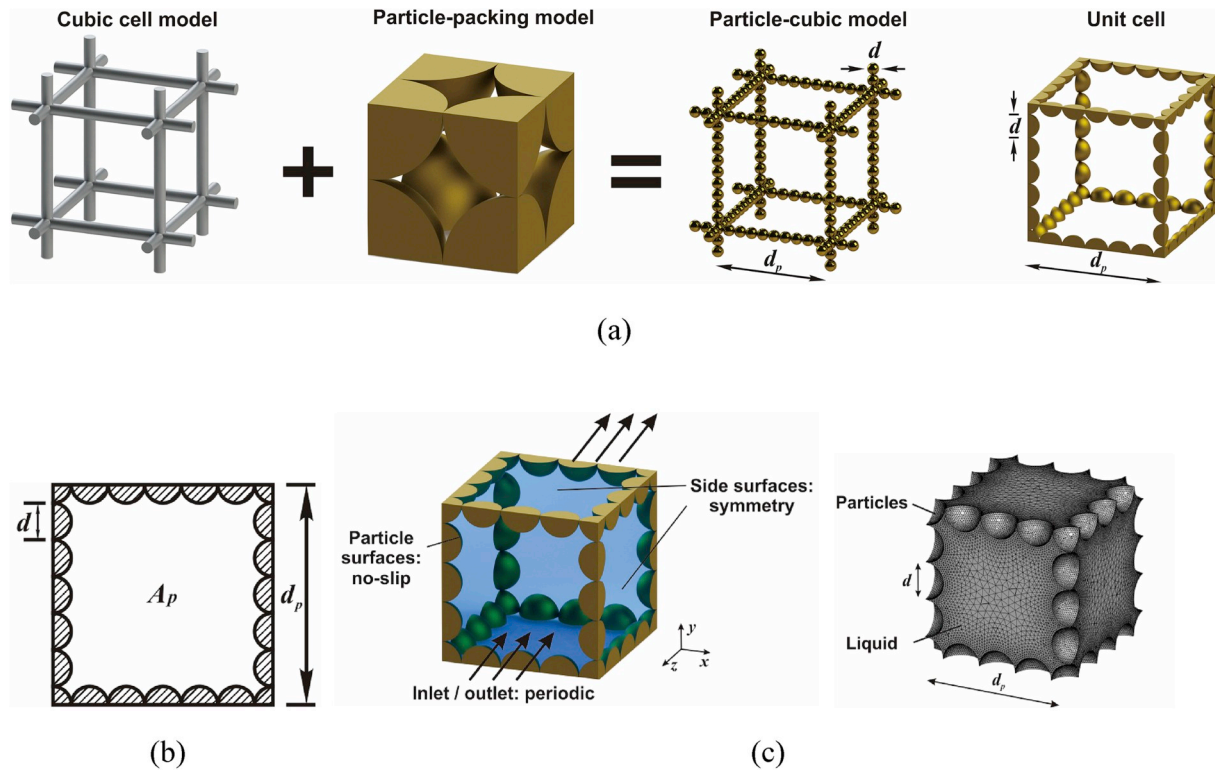 Cubic cell model
Particle-packing model
Particle-cubic model
Unit cell
d
d
dp
dp
(a)
d
Ap
dp
Particle
surfaces:
no-slip
Side surfaces:
symmetry
Inlet / outlet: periodic
y
x
z
Particles
d
Liquid
dp
(b)
(c)